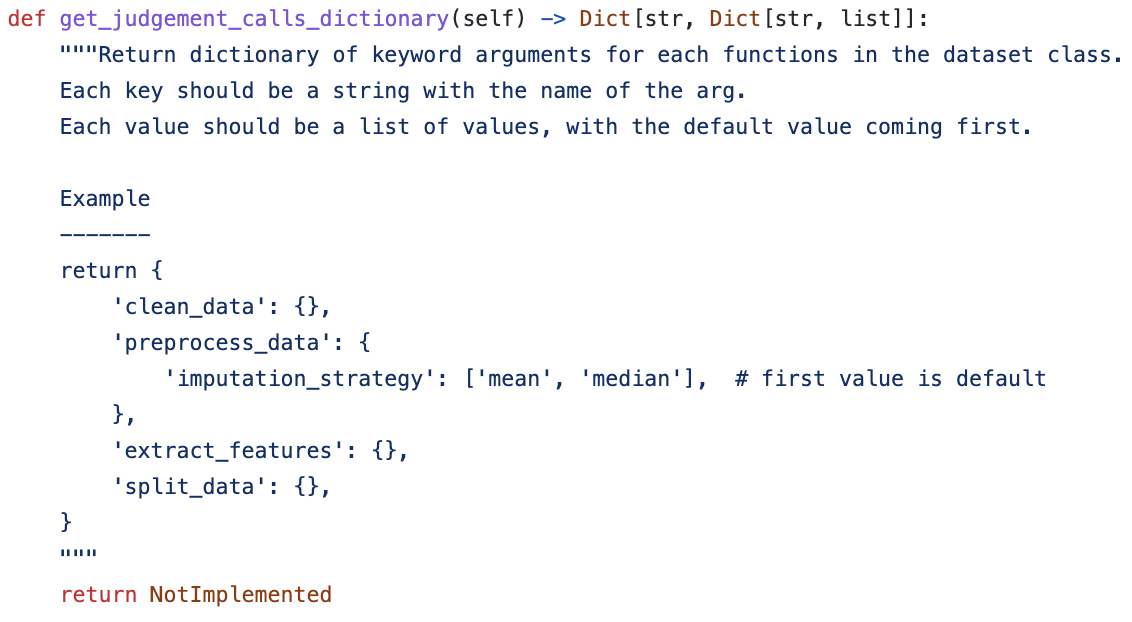 def get_judgement_calls_dictionary(self) -> Dict[str, Dict[str, list]]:
    """Return dictionary of keyword arguments for each functions in the dataset class.
    Each key should be a string with the name of the arg.
    Each value should be a list of values, with the default value coming first.

    Example
    -------
    return {
        'clean_data': {},
        'preprocess_data': {
            'imputation_strategy': ['mean', 'median'],  # first value is default
        },
        'extract_features': {},
        'split_data': {},
    }
    """
    return NotImplemented